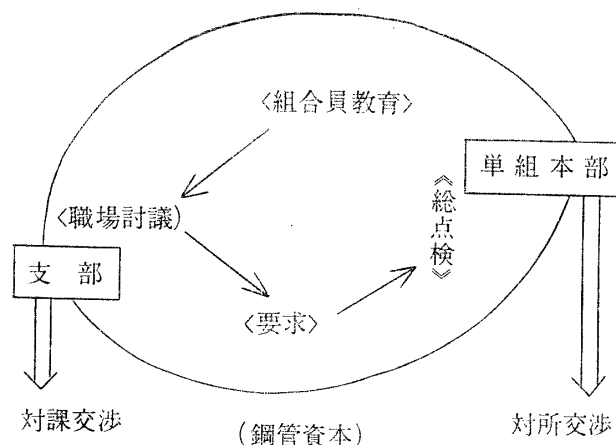 〈組合員教育〉
単組本部
《総点検》
〈職場討議)
支部
〈要求〉
対課交渉
(鋼管資本)
対所交渉